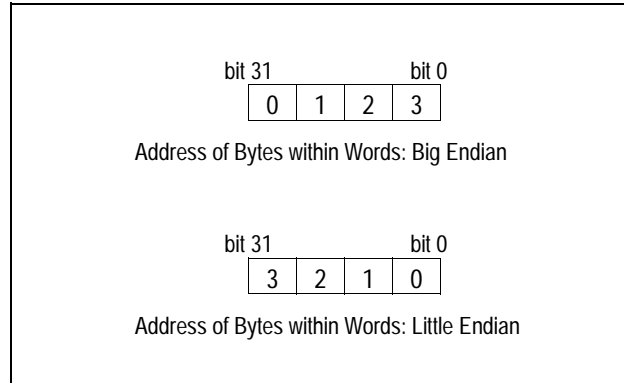 bit 31 bit 0
0 1 2 3
Address of Bytes within Words: Big Endian
bit 31 bit 0
3 2 1 0
Address of Bytes within Words: Little Endian